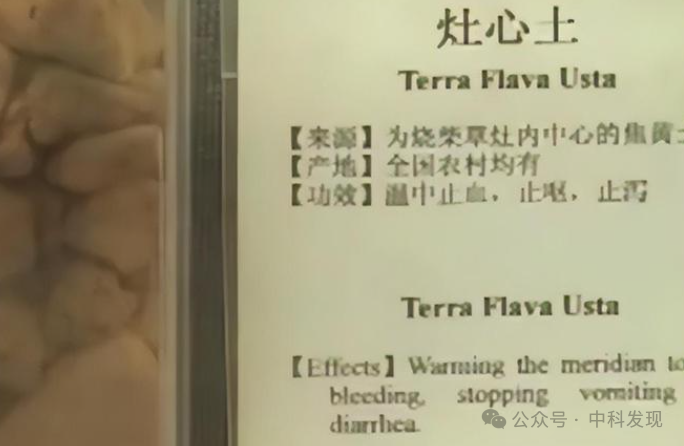 灶心土
Terra Flava Usta
【来源】为烧柴草灶内中心的焦黄
【产地】全国农村均有
【功效】温中止血，止呕，止泻
Terra Flava Usta
【Effects】Warming the meridian to
bleeding, stopping vomiting
diarrhea.
公众号·中科发现